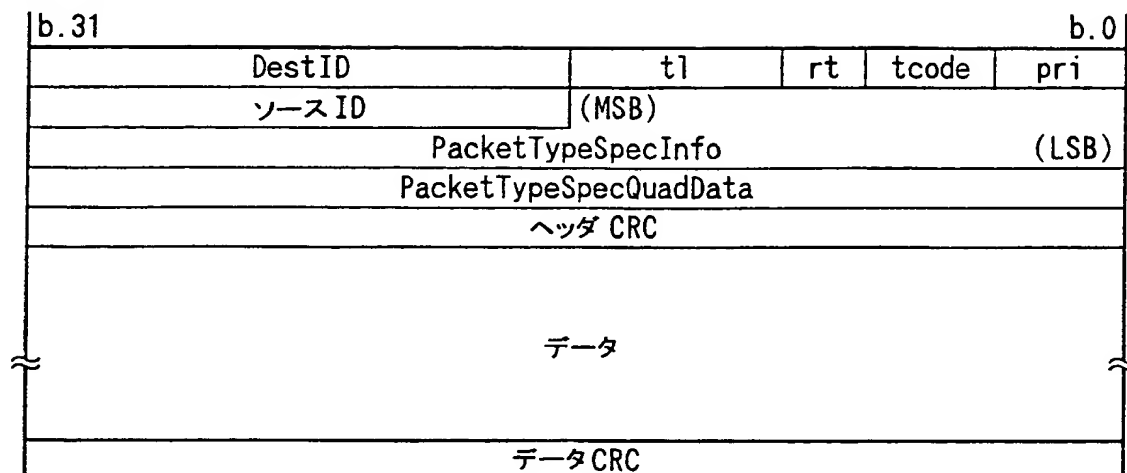 b.31 b.0
DestID tl rt tcode pri
ソースID (MSB)
PacketTypeSpecInfo (LSB)
PacketTypeSpecQuadData
ヘッダ CRC
データ
データCRC